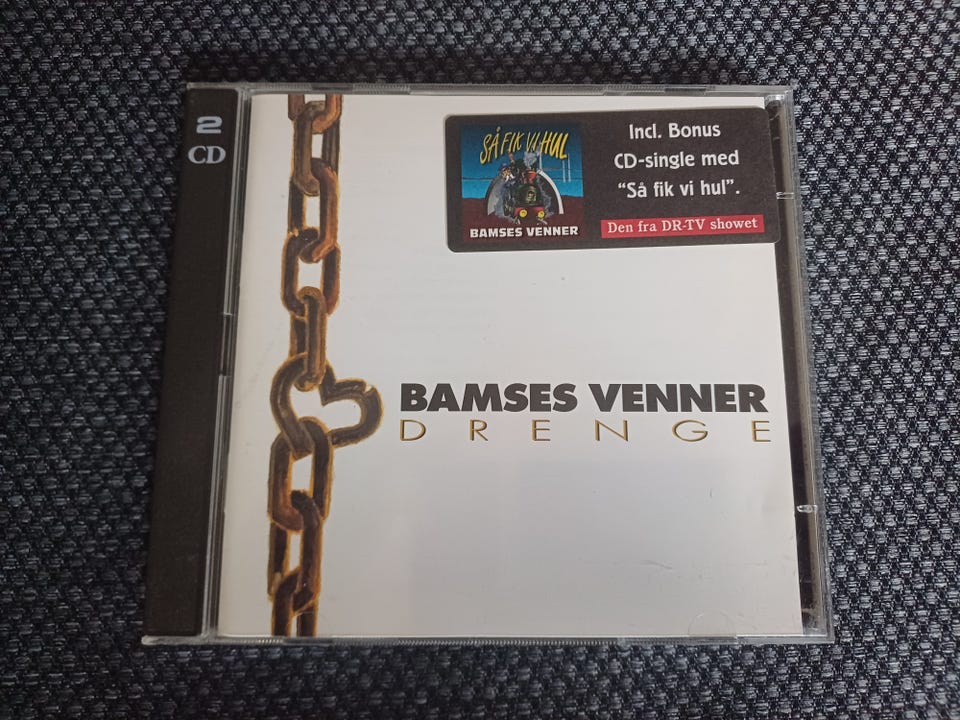 2
CD
SÅ FIK VI HUL
BAMSES VENNER
Incl. Bonus
CD-single med
"Så fik vi hul".
Den fra DR-TV showet
BAMSES VENNER
DRENGE